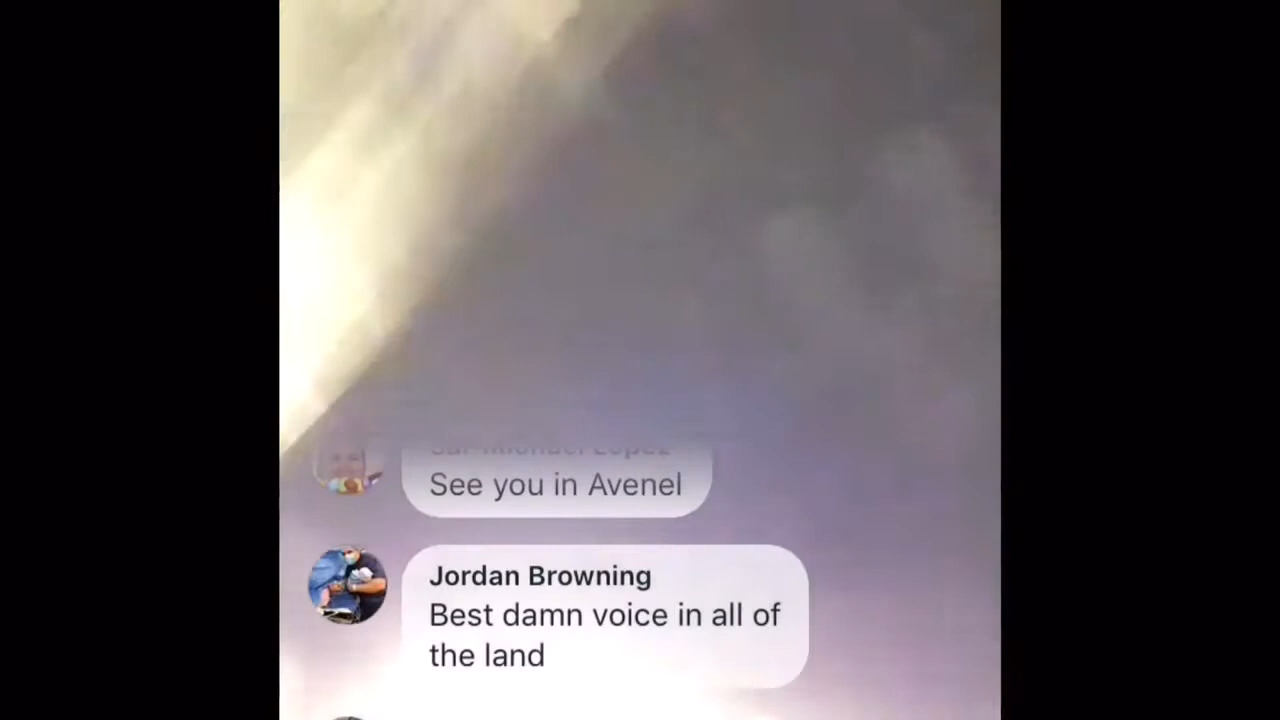 See you in Avenel
Jordan Browning
Best damn voice in all of
the land